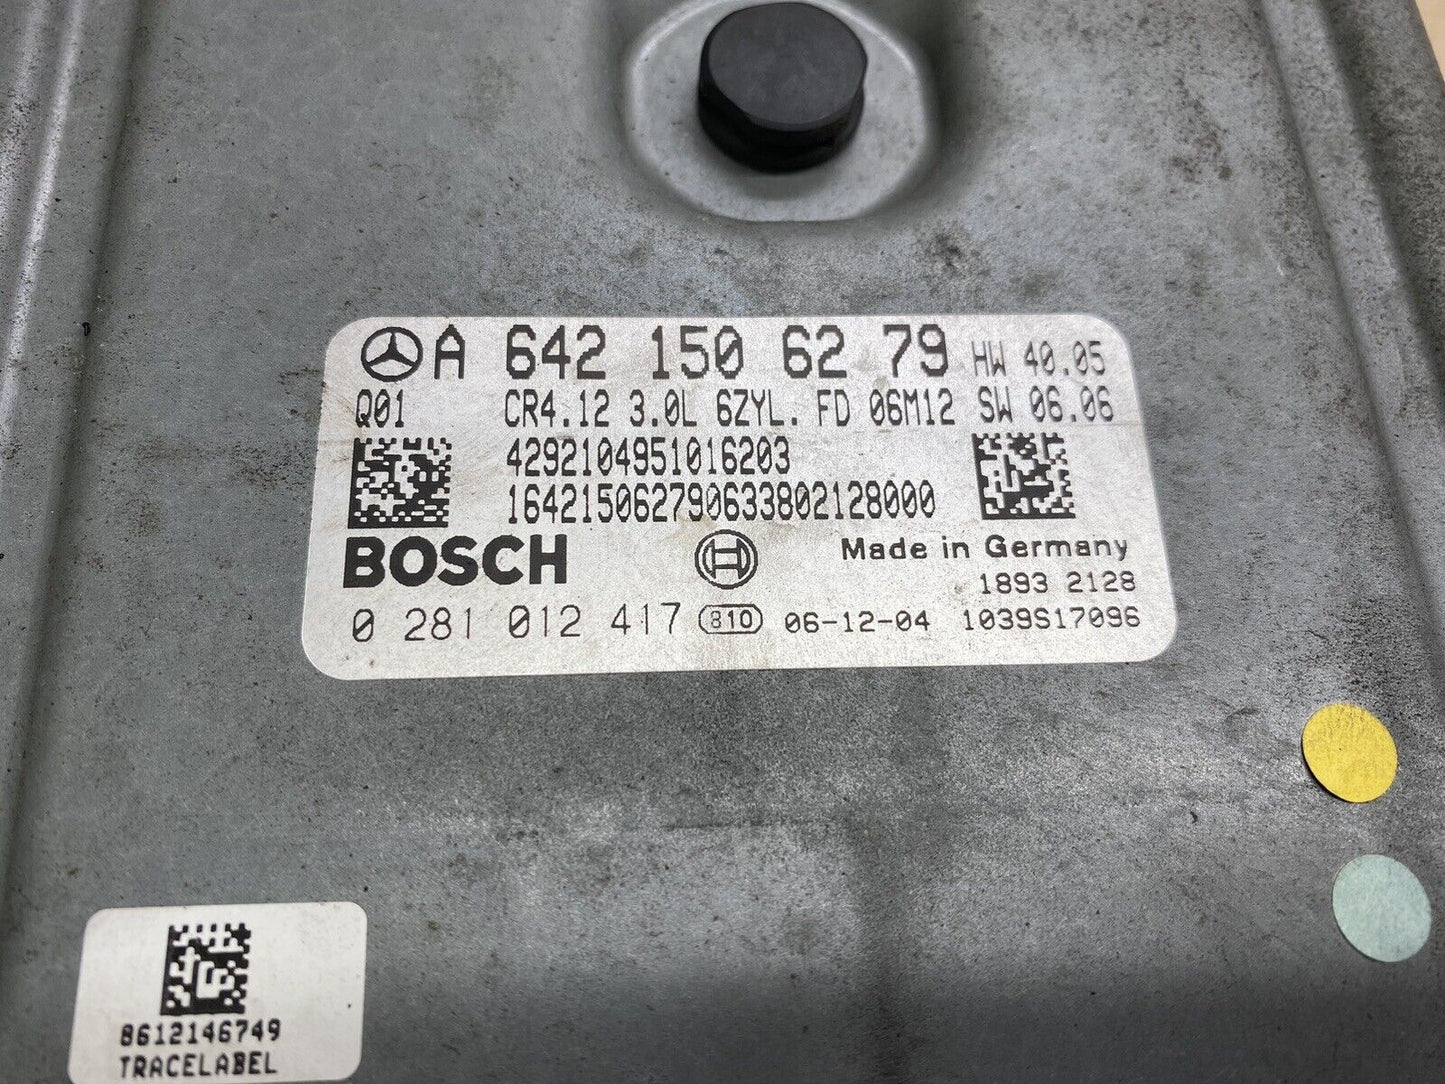 A 642 150 62 79 HW 40.05
Q01 CR4.12 3.0L 6ZYL. FD 06M12 SW 06.06
4292104951016203
164215062790633802128000
BOSCH Made in Germany
1893 2128
0 281 012 417 810 06-12-04 1039S17096
8612146749
TRACELABEL